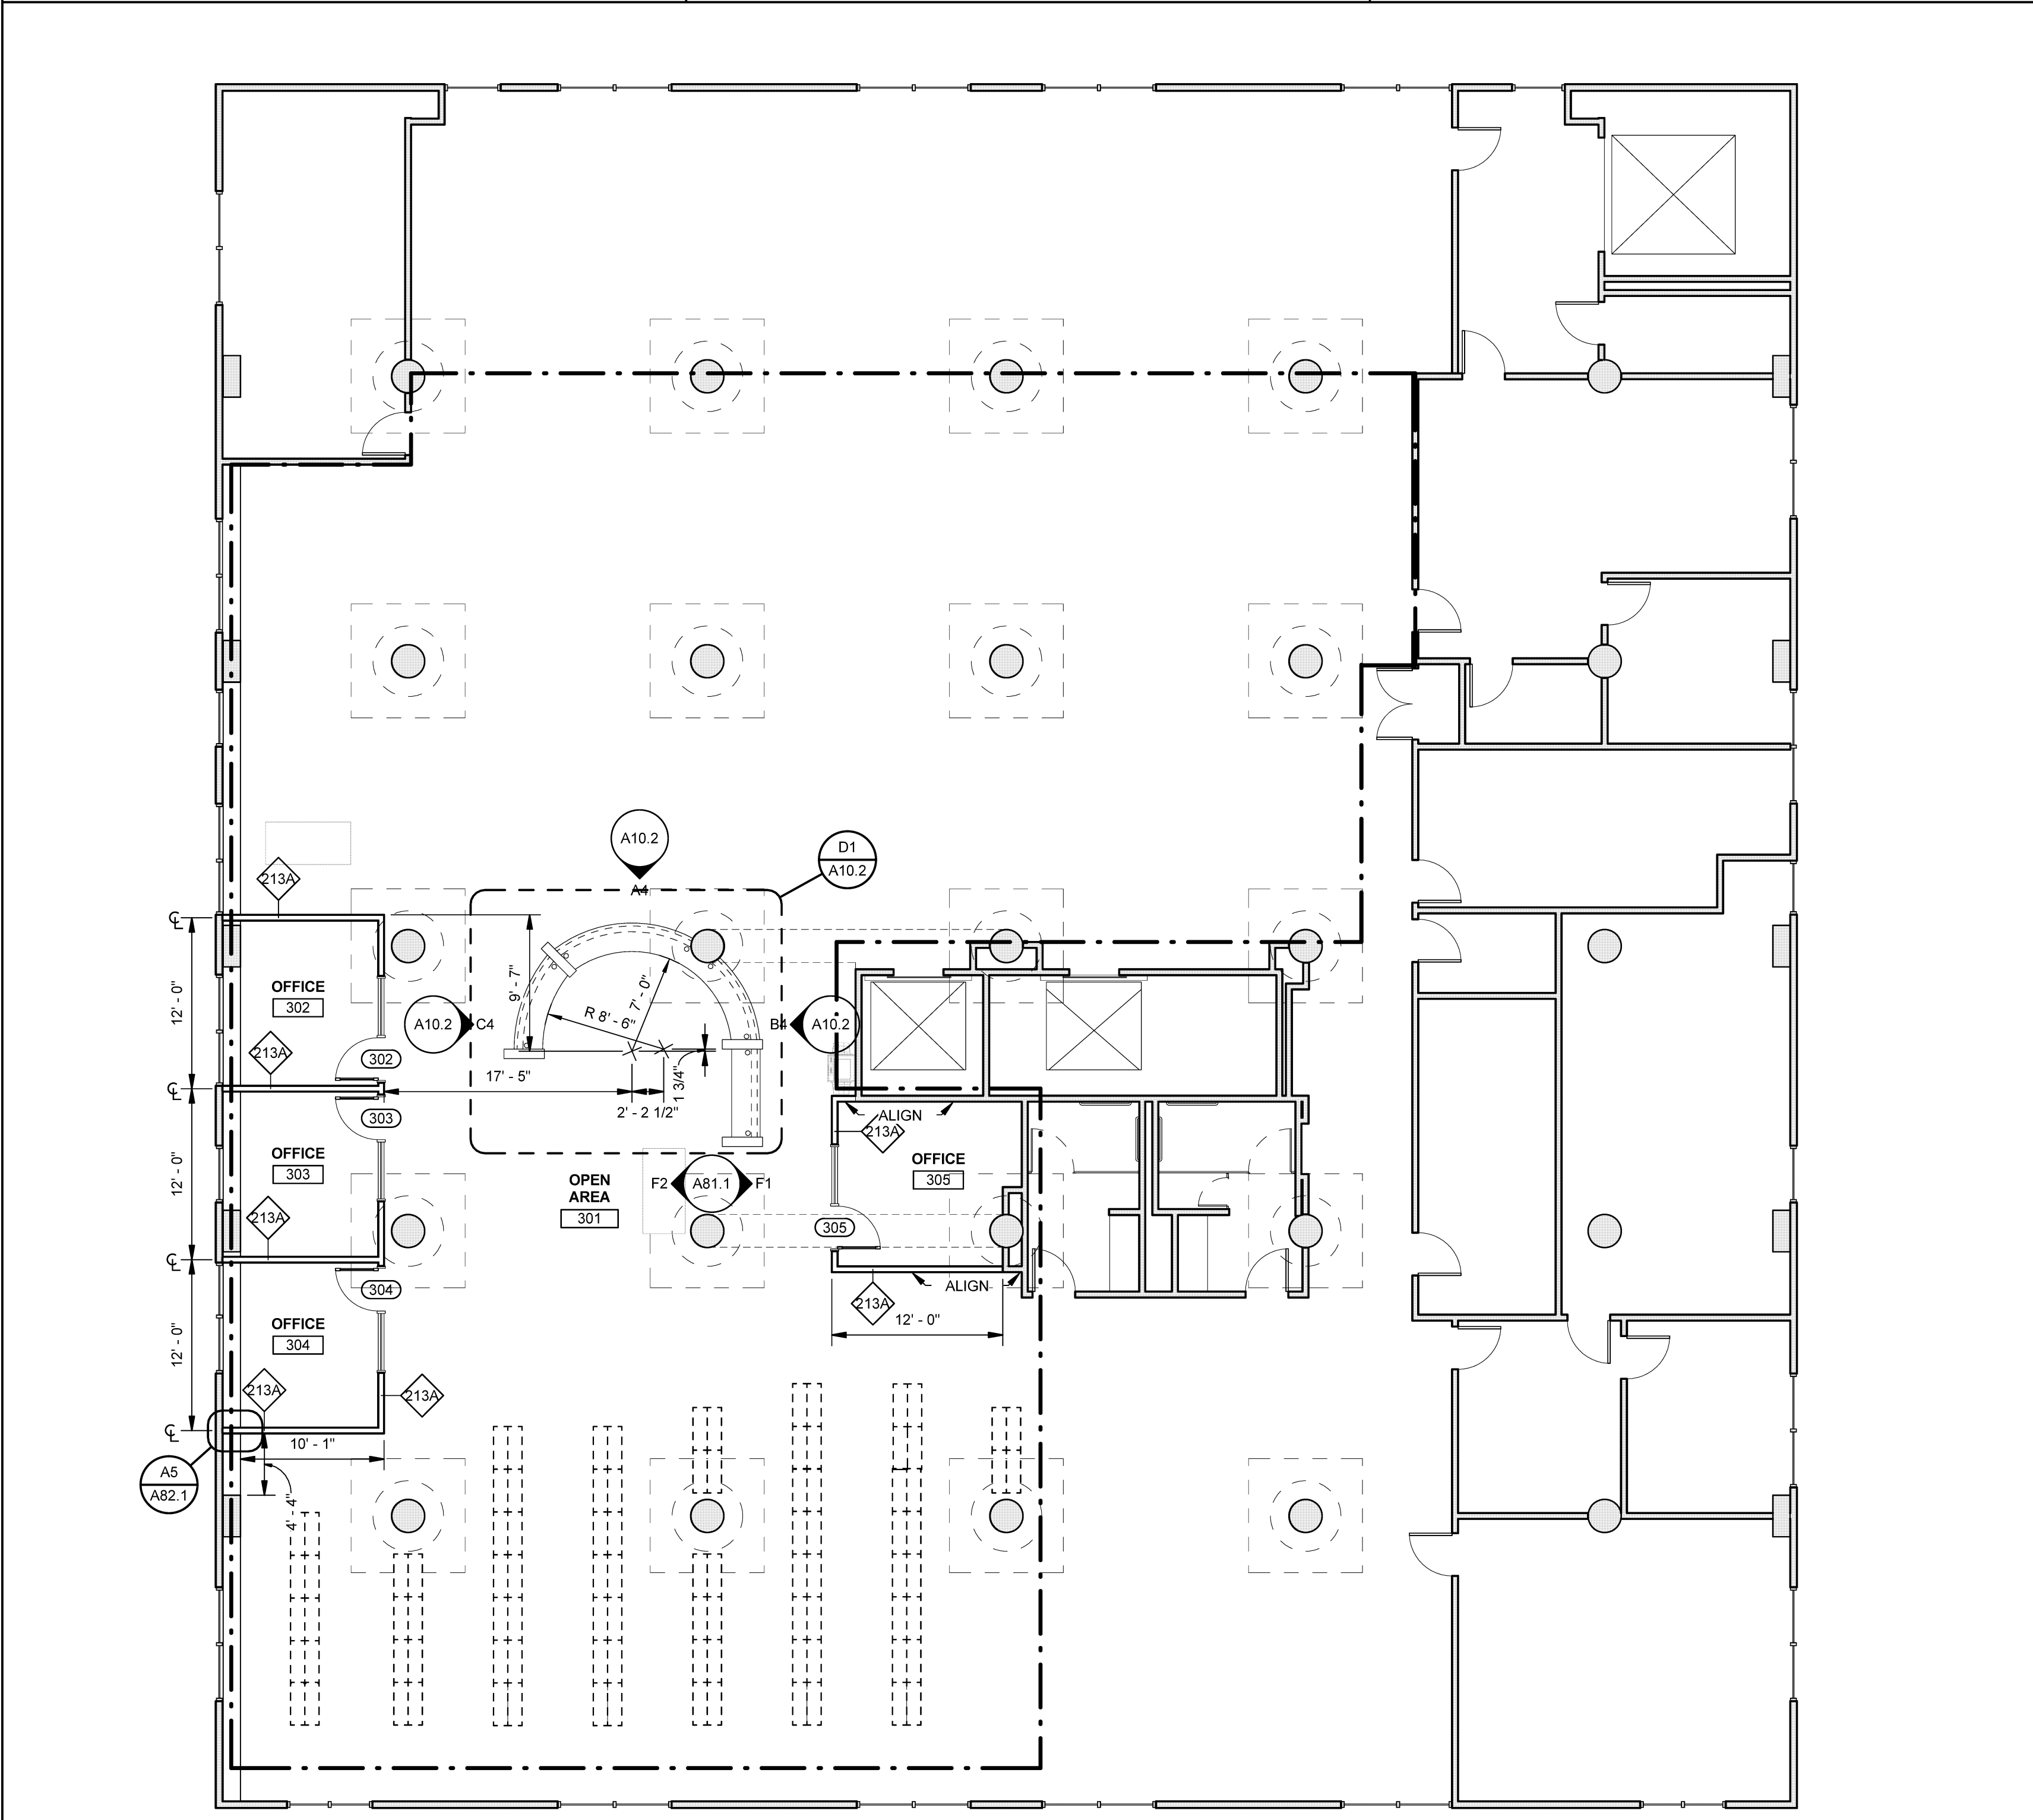 A10.2
A4
D1
A10.2
213A
℄
9' - 7"
7' - 0"
R 8' - 6"
OFFICE
302
12' - 0"
A10.2
C4
B4
A10.2
213A
302
17' - 5"
1 3/4"
2' - 2 1/2"
℄
303
ALIGN
213A
OFFICE
303
12' - 0"
OPEN
AREA
301
F2
A81.1
F1
OFFICE
305
213A
305
℄
304
ALIGN
213A
12' - 0"
OFFICE
304
12' - 0"
213A
213A
℄
10' - 1"
A5
A82.1
4' - 4"